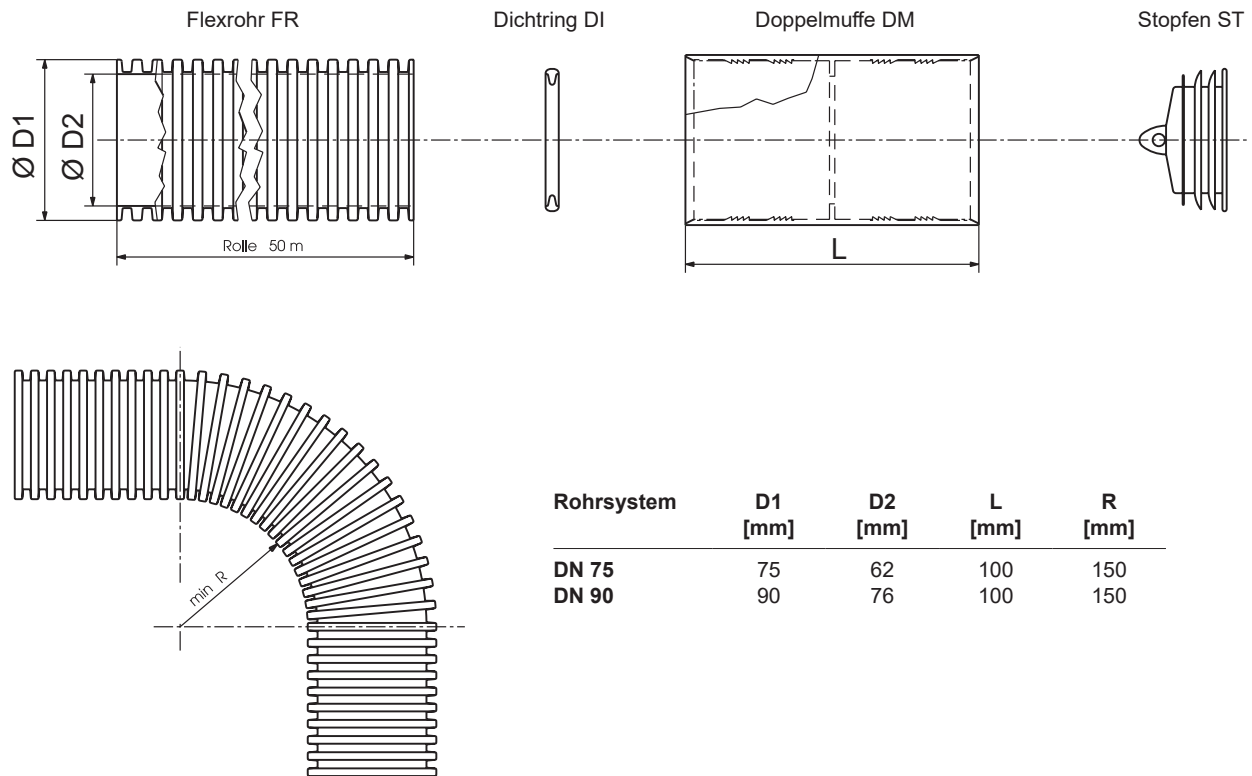 Flexrohr FR
Dichtring DI
Doppelmuffe DM
Stopfen ST
Ø D1
Ø D2
Rolle 50 m
L
min R
Rohrsystem D1 D2 L R
[mm] [mm] [mm] [mm]
DN 75 75 62 100 150
DN 90 90 76 100 150